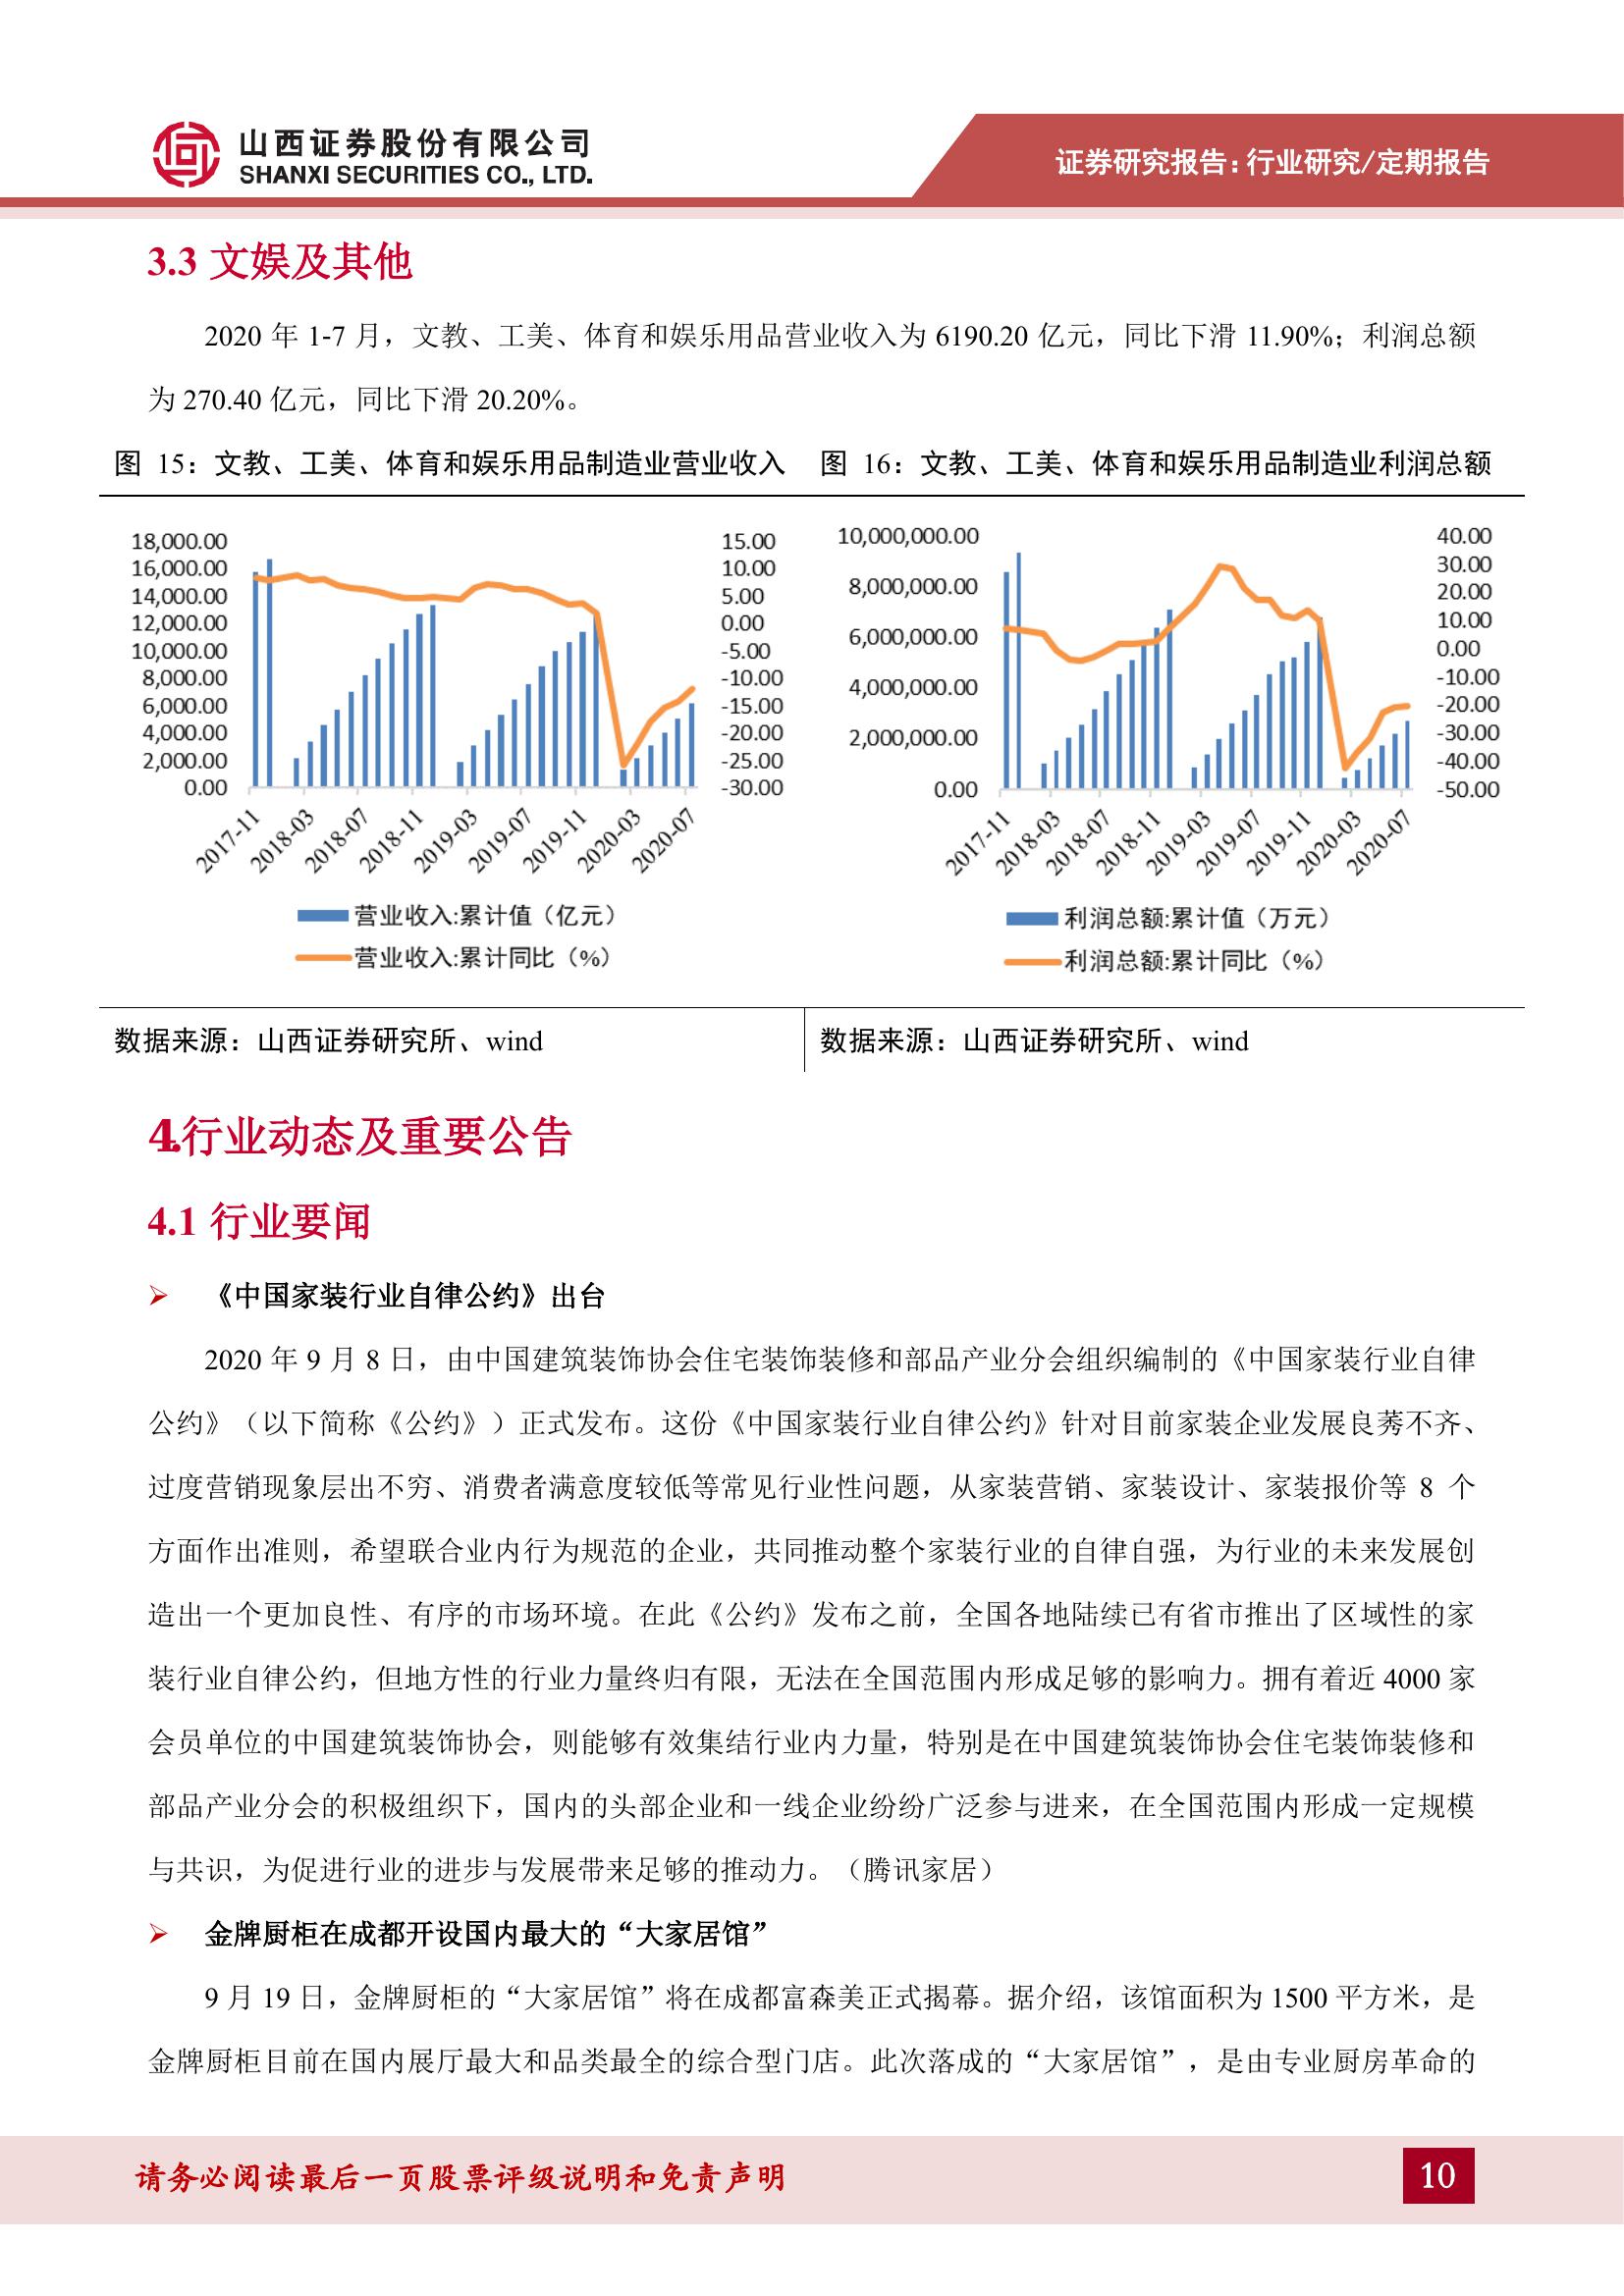 山西证券股份有限公司
SHANXI SECURITIES CO., LTD.
证券研究报告：行业研究/定期报告
3.3 文娱及其他
2020 年 1-7 月，文教、工美、体育和娱乐用品营业收入为 6190.20 亿元，同比下滑 11.90%；利润总额
为 270.40 亿元，同比下滑 20.20%。
图 15：文教、工美、体育和娱乐用品制造业营业收入
18,000.00
16,000.00
14,000.00
12,000.00
10,000.00
8,000.00
6,000.00
4,000.00
2,000.00
0.00
15.00
10.00
5.00
0.00
-5.00
-10.00
-15.00
-20.00
-25.00
-30.00
2017-11
2018-03
2018-07
2018-11
2019-03
2019-07
2019-11
2020-03
2020-07
营业收入:累计值（亿元）
营业收入:累计同比（%）
数据来源：山西证券研究所、wind
图 16：文教、工美、体育和娱乐用品制造业利润总额
10,000,000.00
8,000,000.00
6,000,000.00
4,000,000.00
2,000,000.00
0.00
40.00
30.00
20.00
10.00
0.00
-10.00
-20.00
-30.00
-40.00
-50.00
2017-11
2018-03
2018-07
2018-11
2019-03
2019-07
2019-11
2020-03
2020-07
利润总额:累计值（万元）
利润总额:累计同比（%）
数据来源：山西证券研究所、wind
4.行业动态及重要公告
4.1 行业要闻
《中国家装行业自律公约》出台
2020 年 9 月 8 日，由中国建筑装饰协会住宅装饰装修和部品产业分会组织编制的《中国家装行业自律
公约》（以下简称《公约》）正式发布。这份《中国家装行业自律公约》针对目前家装企业发展良莠不齐、
过度营销现象层出不穷、消费者满意度较低等常见行业性问题，从家装营销、家装设计、家装报价等 8 个
方面作出准则，希望联合业内行为规范的企业，共同推动整个家装行业的自律自强，为行业的未来发展创
造出一个更加良性、有序的市场环境。在此《公约》发布之前，全国各地陆续已有省市推出了区域性的家
装行业自律公约，但地方性的行业力量终归有限，无法在全国范围内形成足够的影响力。拥有着近 4000 家
会员单位的中国建筑装饰协会，则能够有效集结行业内力量，特别是在中国建筑装饰协会住宅装饰装修和
部品产业分会的积极组织下，国内的头部企业和一线企业纷纷广泛参与进来，在全国范围内形成一定规模
与共识，为促进行业的进步与发展带来足够的推动力。（腾讯家居）
金牌厨柜在成都开设国内最大的“大家居馆”
9 月 19 日，金牌厨柜的“大家居馆”将在成都富森美正式揭幕。据介绍，该馆面积为 1500 平方米，是
金牌厨柜目前在国内展厅最大和品类最全的综合型门店。此次落成的“大家居馆”，是由专业厨房革命的
请务必阅读最后一页股票评级说明和免责声明
10